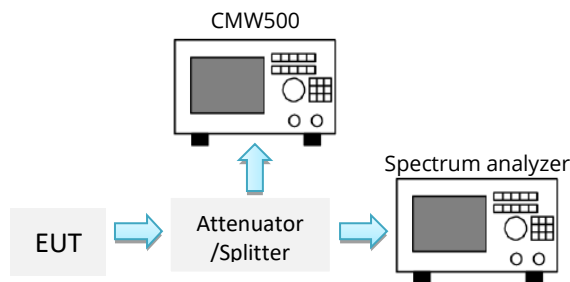 CMW500
Spectrum analyzer
EUT
Attenuator
/Splitter